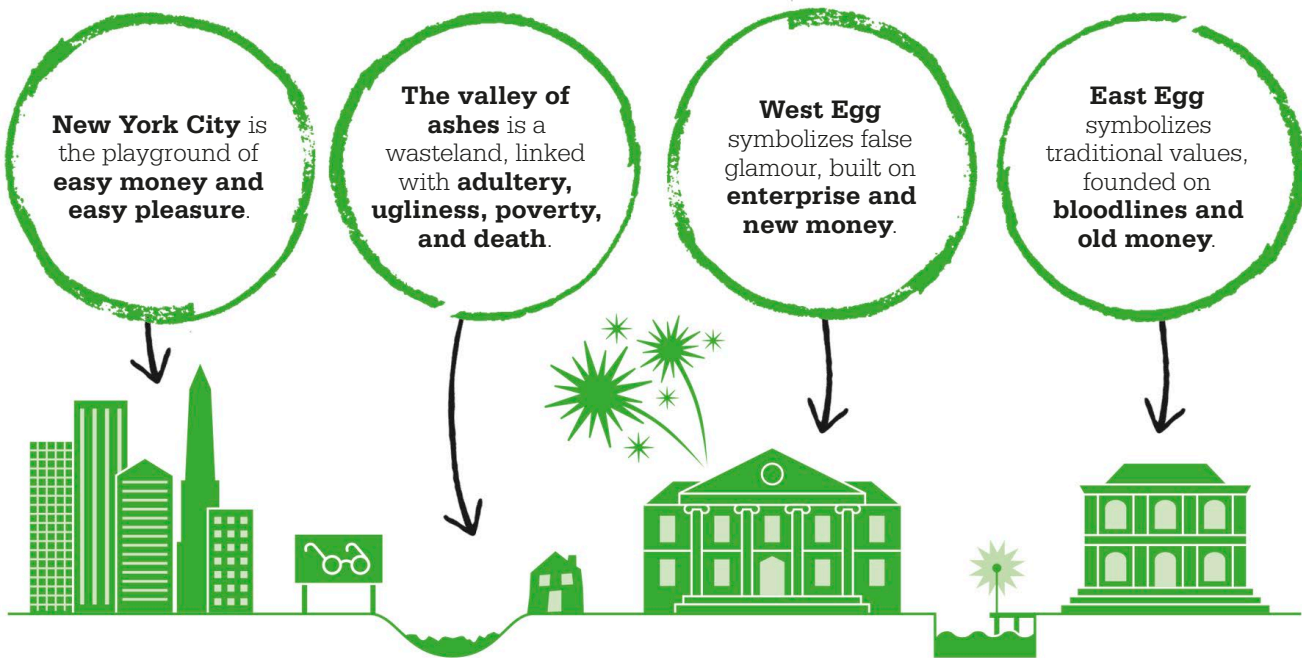 New York City is
the playground of
easy money and
easy pleasure.
The valley of
ashes is a
wasteland, linked
with adultery,
ugliness, poverty,
and death.
West Egg
symbolizes false
glamour, built on
enterprise and
new money.
East Egg
symbolizes
traditional values,
founded on
bloodlines and
old money.